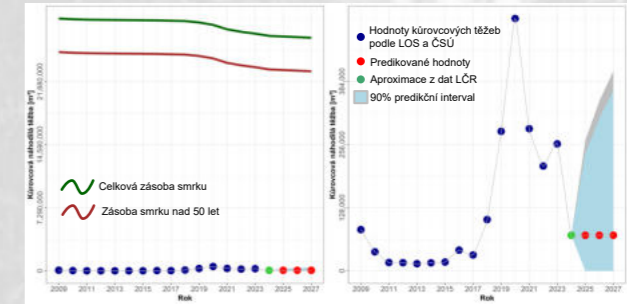 Kůrovcová nahodilá těžba [m³]
21,880,000
14,580,000
7,290,000
0
Celková zásoba smrku
Zásoba smrku nad 50 let
2009 2011 2013 2015 2017 2019 2021 2023 2025 2027
Rok
Kůrovcová nahodilá těžba [m³]
384,000
256,000
128,000
0
Hodnoty kůrovcových těžeb
podle LOS a ČSÚ
Predikované hodnoty
Aproximace z dat LČR
90% predikční interval
2009 2011 2013 2015 2017 2019 2021 2023 2025 2027
Rok